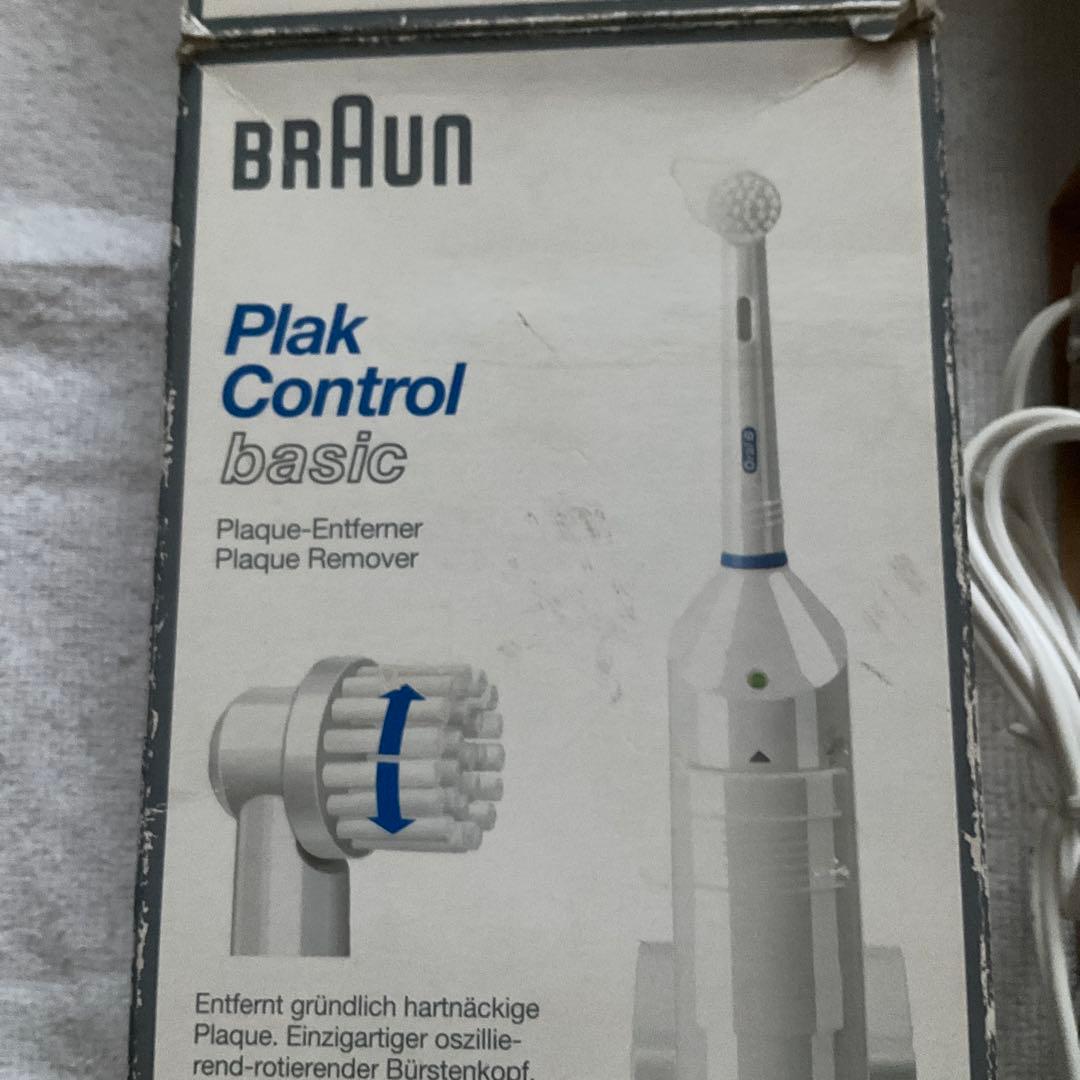 BRAUN
Plak
Control
basic
Plaque-Entferner
Plaque Remover
Oral B
Entfernt gründlich hartnäckige
Plaque. Einzigartiger oszillie-
rend-rotierender Bürstenkopf.